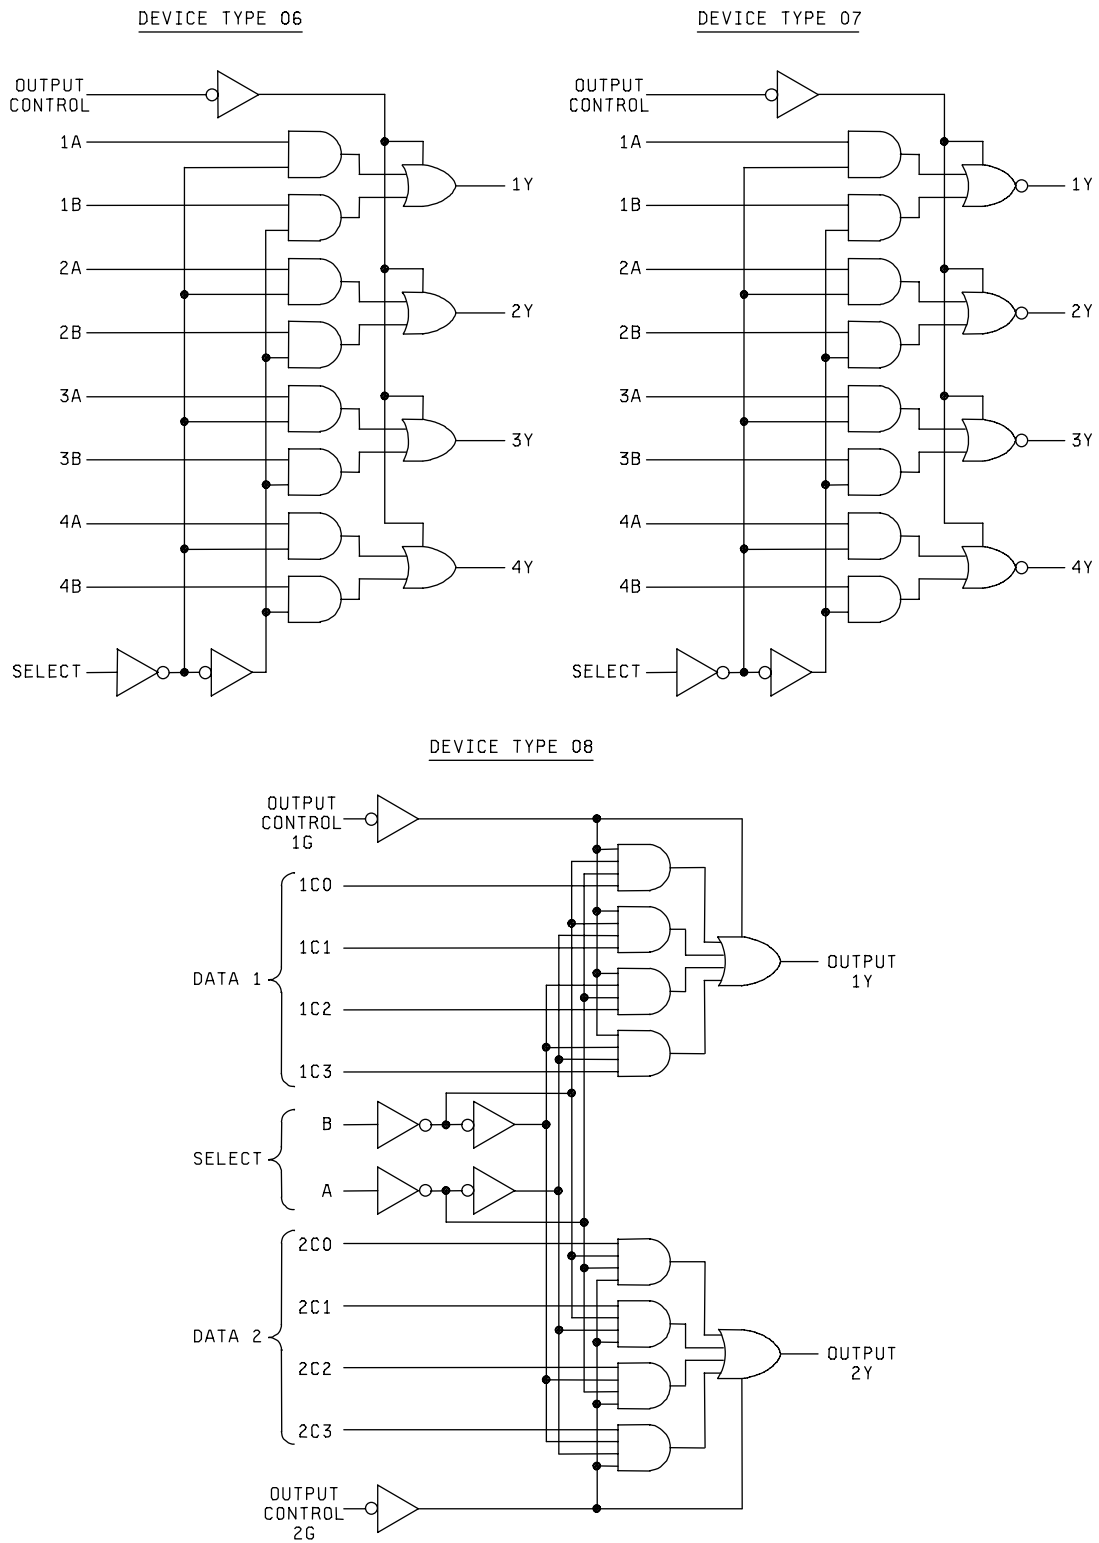 DEVICE TYPE 06
OUTPUT
CONTROL
1A
1B
2A
2B
3A
3B
4A
4B
SELECT
1Y
2Y
3Y
4Y
DEVICE TYPE 07
OUTPUT
CONTROL
1A
1B
2A
2B
3A
3B
4A
4B
SELECT
1Y
2Y
3Y
4Y
DEVICE TYPE 08
OUTPUT
CONTROL
1G
DATA 1
1C0
1C1
1C2
1C3
OUTPUT
1Y
SELECT
B
A
DATA 2
2C0
2C1
2C2
2C3
OUTPUT
2Y
OUTPUT
CONTROL
2G